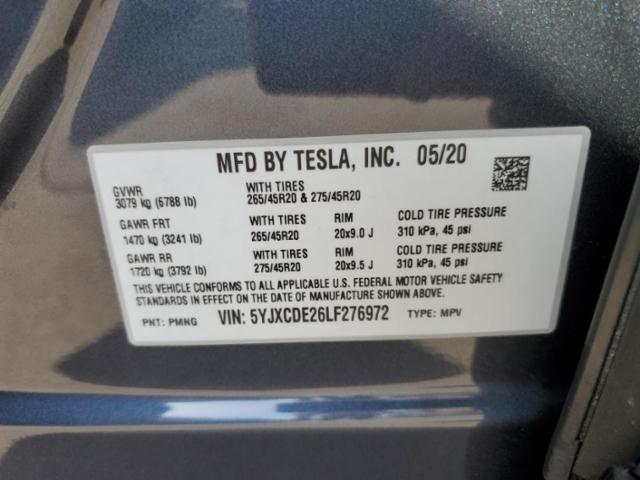 MFD BY TESLA, INC. 05/20
GVWR WITH TIRES
3079 kg (6788 lb) 265/45R20 & 275/45R20
GAWR FRT WITH TIRES RIM COLD TIRE PRESSURE
1470 kg (3241 lb) 265/45R20 20x9.0 J 310 kPa, 45 psi
GAWR RR WITH TIRES RIM COLD TIRE PRESSURE
1720 kg (3792 lb) 275/45R20 20x9.5 J 310 kPa, 45 psi
THIS VEHICLE CONFORMS TO ALL APPLICABLE U.S. FEDERAL MOTOR VEHICLE SAFETY
STANDARDS IN EFFECT ON THE DATE OF MANUFACTURE SHOWN ABOVE.
PNT: PMNG VIN: 5YJXCDE26LF276972 TYPE: MPV